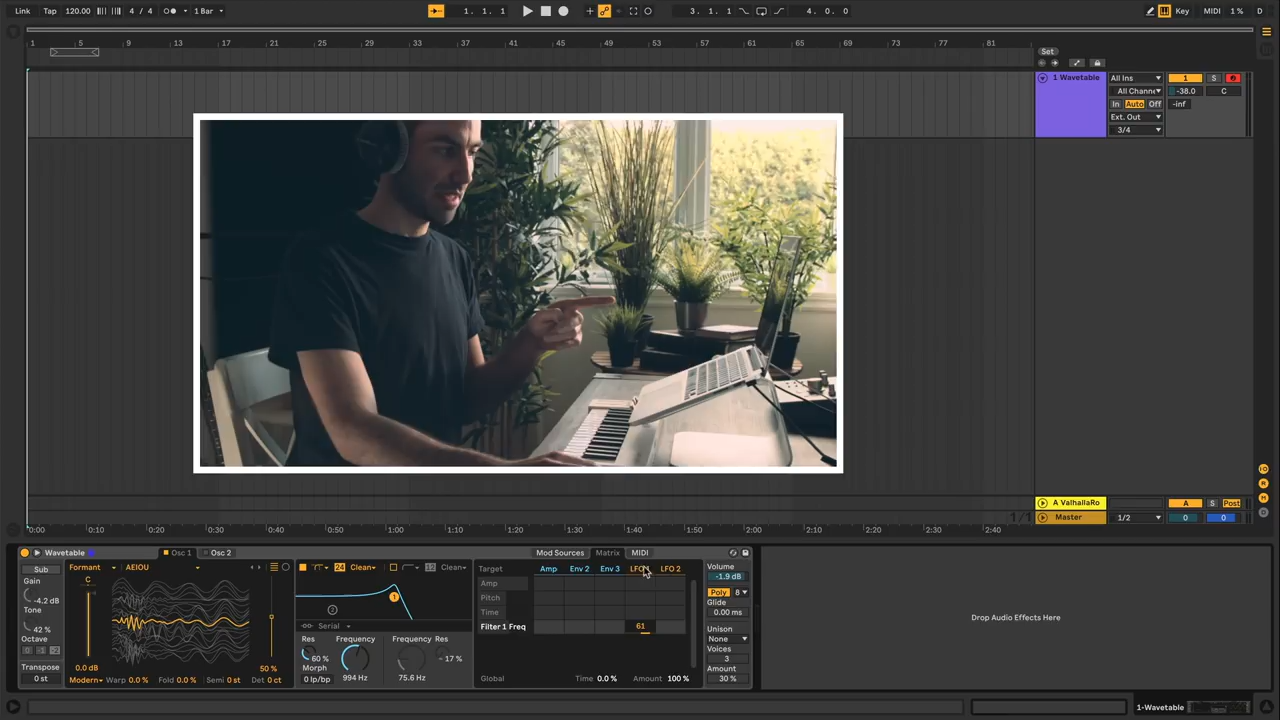 Link Tap 120.00 4 / 4 1 Bar 1. 1. 1 3. 1. 1 4. 0. 0 Key MIDI 1 % D
1 5 9 13 17 21 25 29 33 37 41 45 49 53 57 61 65 69 73 77 81
Set
1 Wavetable All Ins 1 S
All Channe -38.0 C
In Auto Off -inf
Ext. Out
3/4
A ValhallaRo A S Post
1/1 Master 1/2 0 0
0:00 0:10 0:20 0:30 0:40 0:50 1:00 1:10 1:20 1:30 1:40 1:50 2:00 2:10 2:20 2:30 2:40
Wavetable Osc 1 Osc 2 Mod Sources Matrix MIDI
Sub Formant AEIOU 24 Clean 12 Clean Target Amp Env 2 Env 3 LFO 1 LFO 2 Volume
-1.9 dB
Gain C Amp
-4.2 dB 1 Pitch Poly 8
Tone 2 Time Glide
0.00 ms
42 % Serial Filter 1 Freq 61 Unison
None
Octave Res Frequency Frequency Res Voices
0 -1 -2 60 % - 17 % 3
Transpose 50 % Morph Amount
0.0 dB
0 st Modern Warp 0.0 % Fold 0.0 % Semi 0 st Det 0 ct 0 lp/bp 994 Hz 75.6 Hz Global Time 0.0 % Amount 100 % 30 %
Drop Audio Effects Here
1-Wavetable